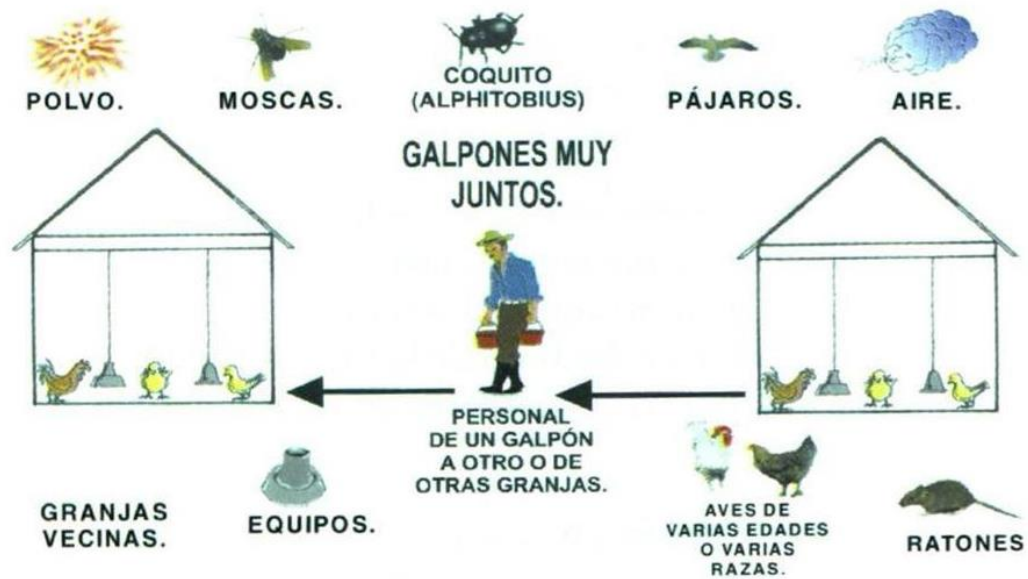 POLVO.
MOSCAS.
COQUITO
(ALPHITOBIUS)
PÁJAROS.
AIRE.
GALPONES MUY
JUNTOS.
PERSONAL
DE UN GALPÓN
A OTRO O DE
OTRAS GRANJAS.
GRANJAS
VECINAS.
EQUIPOS.
AVES DE
VARIAS EDADES
O VARIAS
RAZAS.
RATONES